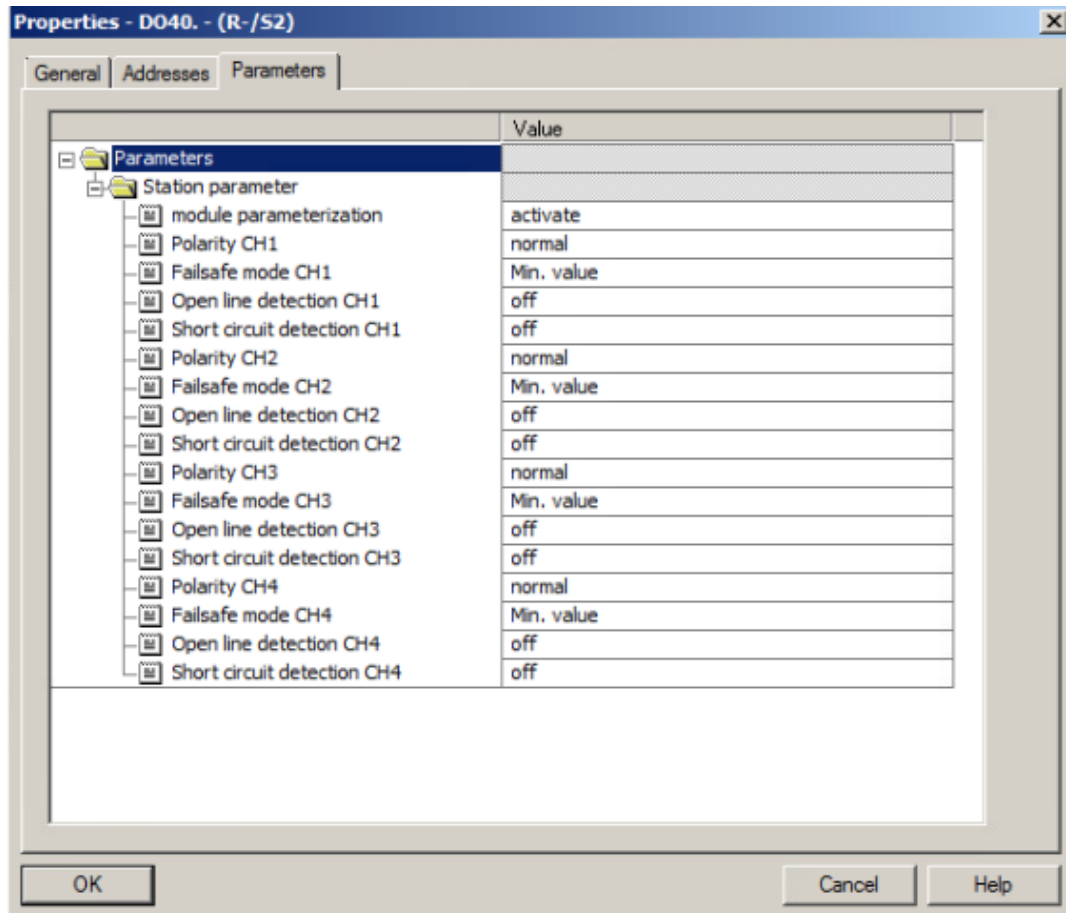 Properties - DO40. - (R-/S2)
General Addresses Parameters
Value
Parameters
Station parameter
module parameterization activate
Polarity CH1 normal
Failsafe mode CH1 Min. value
Open line detection CH1 off
Short circuit detection CH1 off
Polarity CH2 normal
Failsafe mode CH2 Min. value
Open line detection CH2 off
Short circuit detection CH2 off
Polarity CH3 normal
Failsafe mode CH3 Min. value
Open line detection CH3 off
Short circuit detection CH3 off
Polarity CH4 normal
Failsafe mode CH4 Min. value
Open line detection CH4 off
Short circuit detection CH4 off
OK Cancel Help